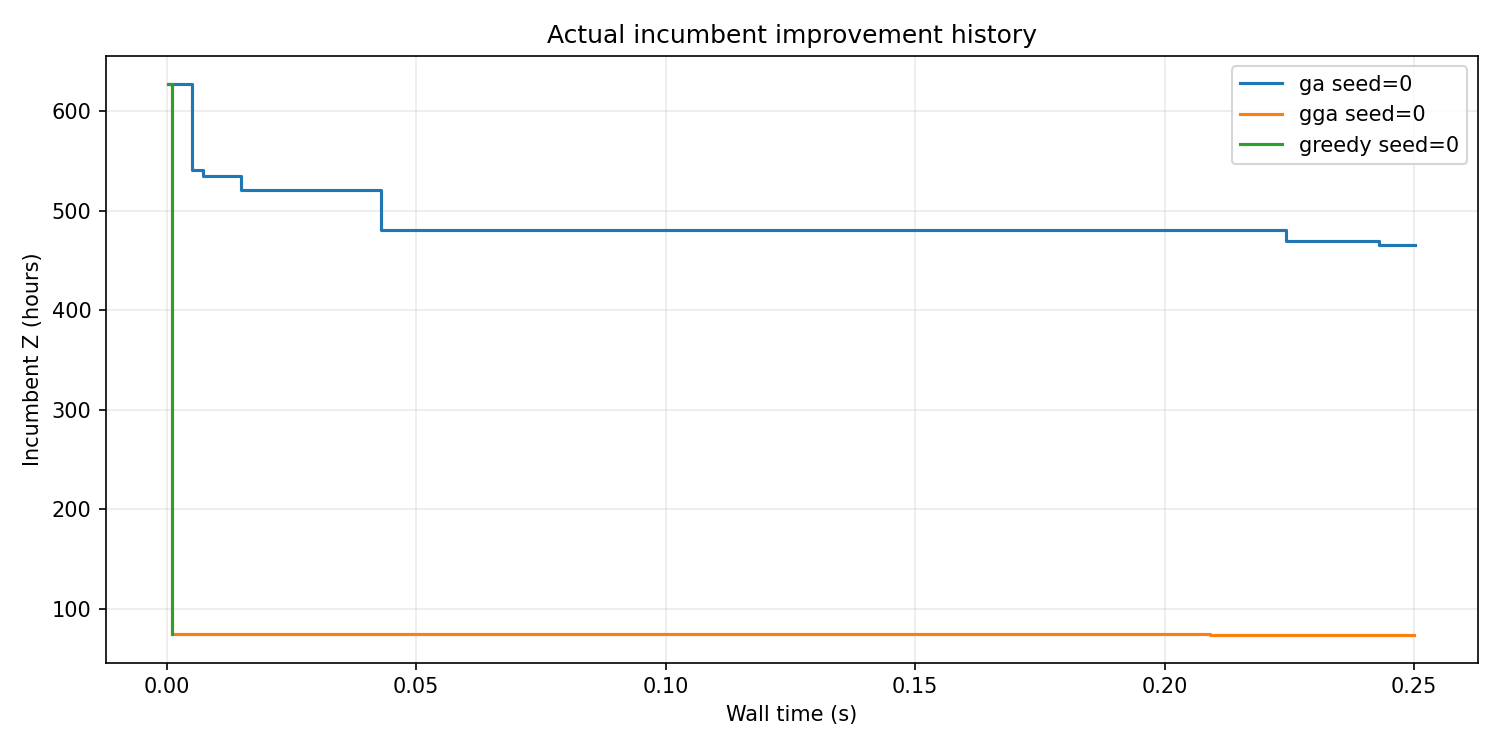 Actual incumbent improvement history
ga seed=0
gga seed=0
greedy seed=0
Incumbent Z (hours)
600
500
400
300
200
100
0.00 0.05 0.10 0.15 0.20 0.25
Wall time (s)